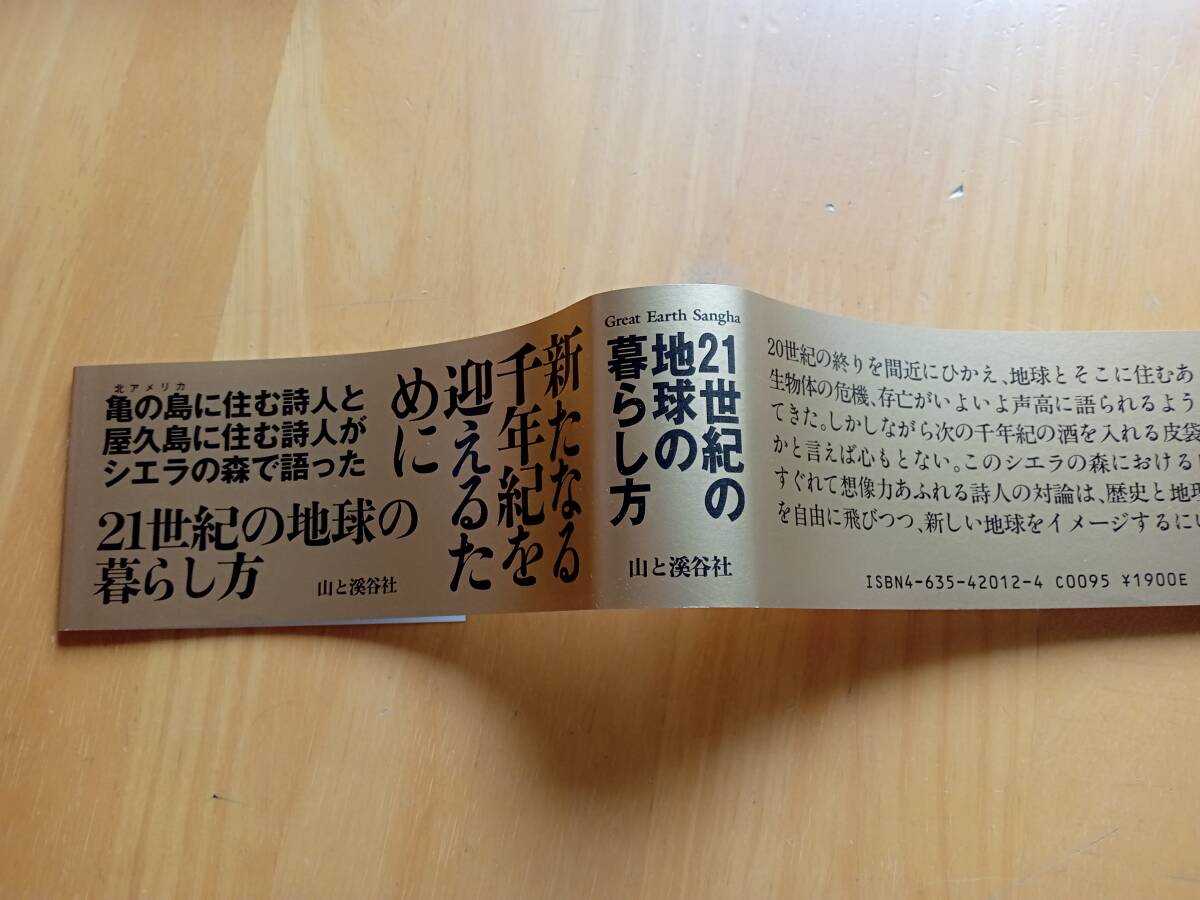 北アメリカ
亀の島に住む詩人と
屋久島に住む詩人が
シエラの森で語った
21世紀の地球の
暮らし方
山と溪谷社
新たなる
千年紀を
迎えるた
めに
Great Earth Sangha
21世紀の
地球の
暮らし方
山と溪谷社
20世紀の終りを間近にひかえ、地球とそこに住むあ
生物体の危機、存亡がいよいよ声高に語られるよう
てきた。しかしながら次の千年紀の酒を入れる皮袋
かと言えば心もとない。このシエラの森における
すぐれて想像力あふれる詩人の対論は、歴史と地理
を自由に飛びつつ、新しい地球をイメージするにい
ISBN4-635-42012-4 C0095 ¥1900E